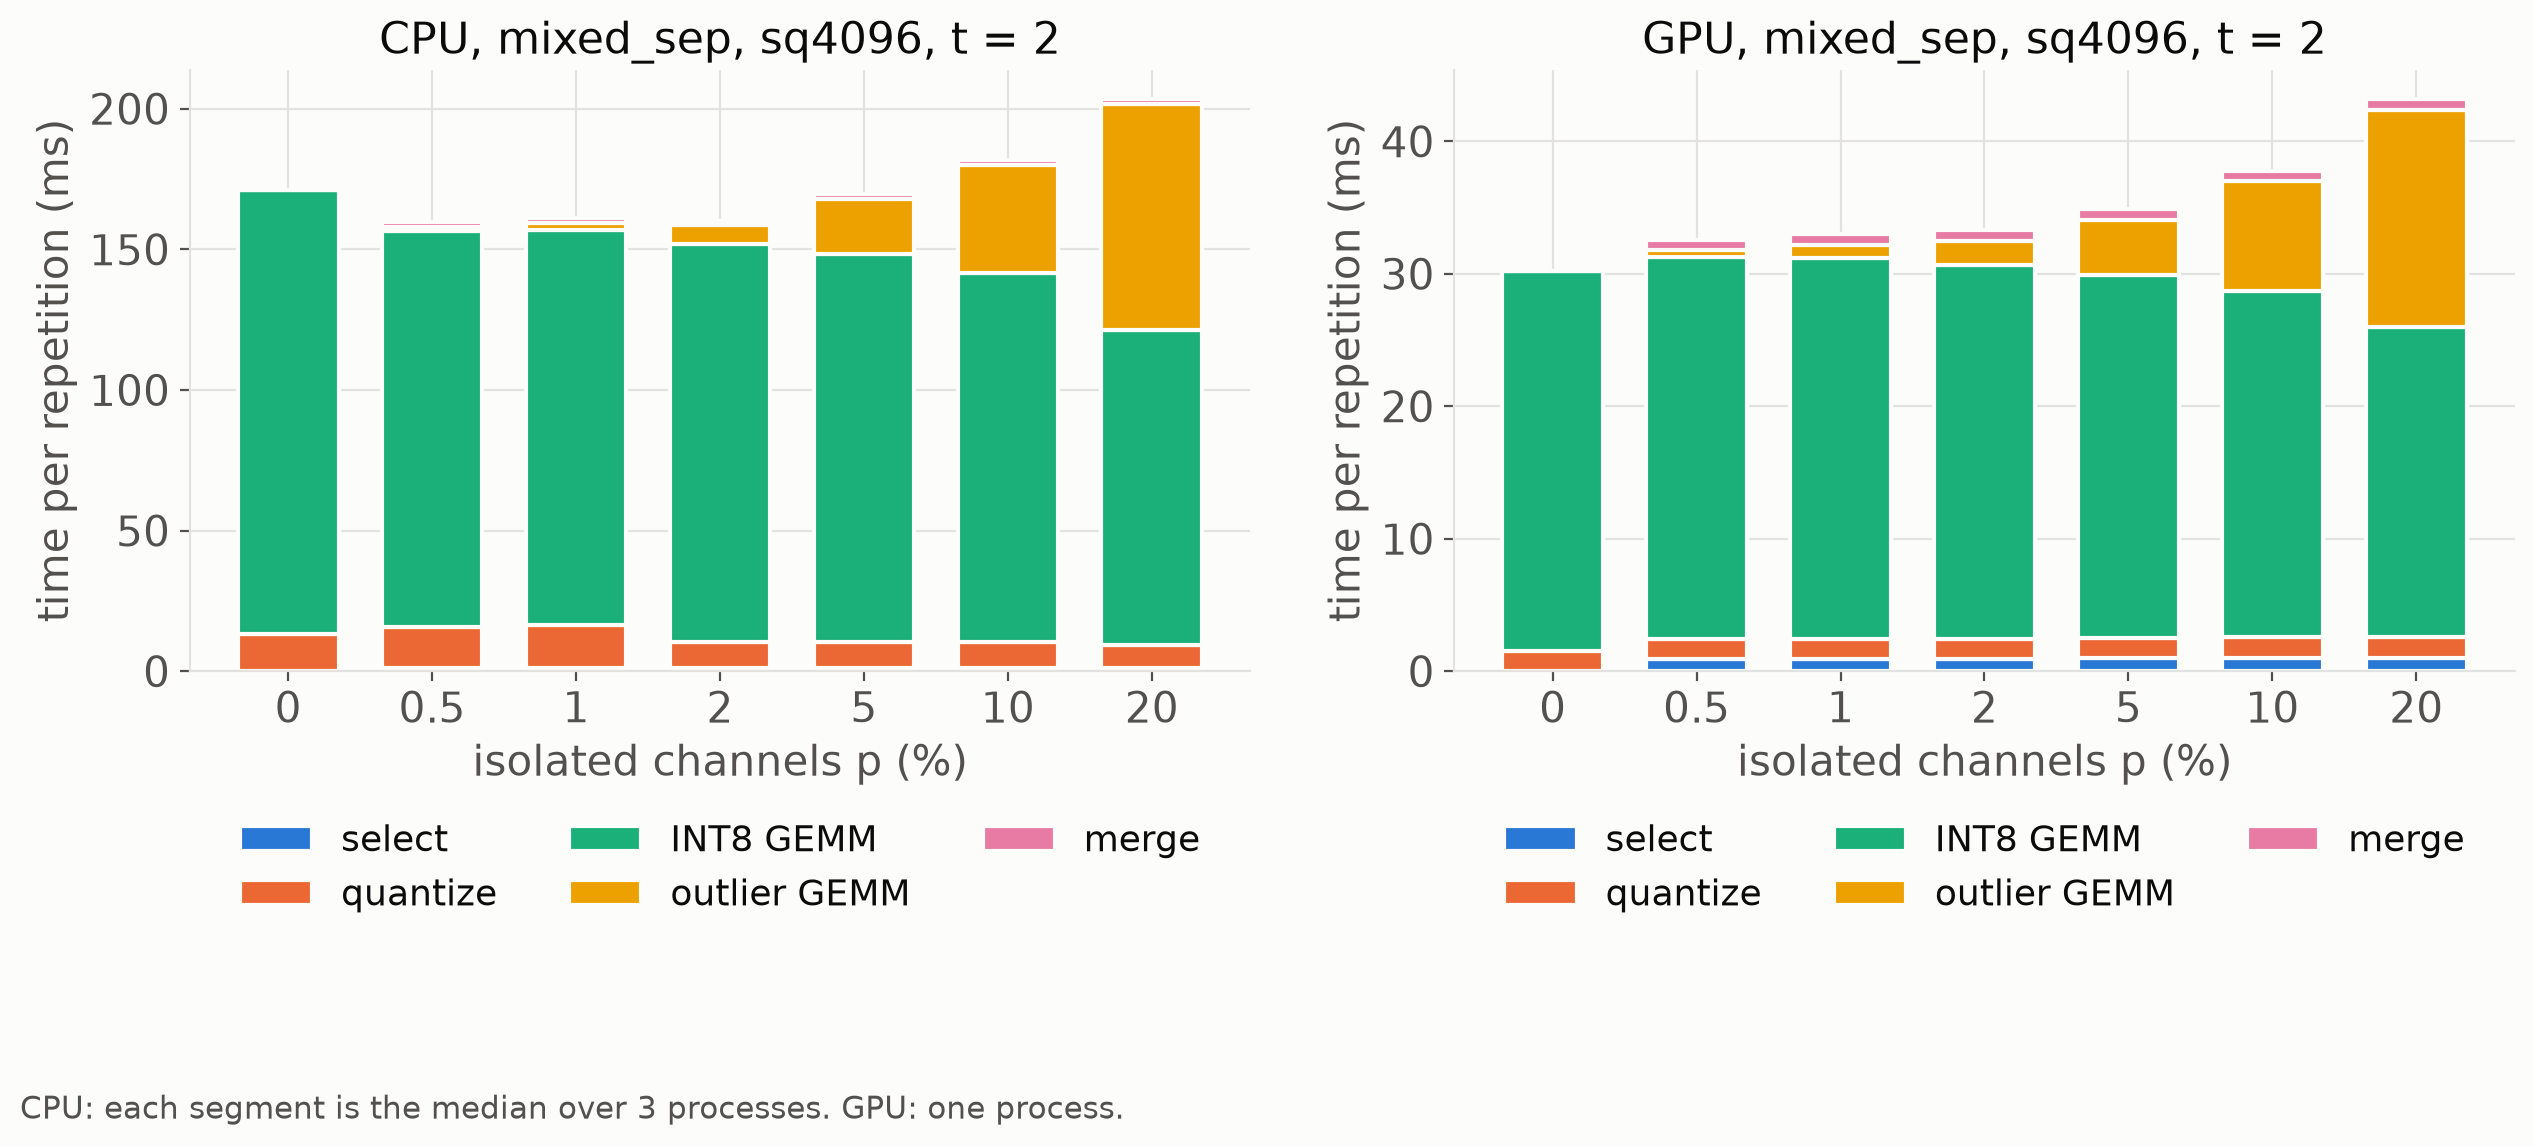 CPU, mixed_sep, sq4096, t = 2
time per repetition (ms)
200
150
100
50
0
0 0.5 1 2 5 10 20
isolated channels p (%)
select INT8 GEMM merge
quantize outlier GEMM
GPU, mixed_sep, sq4096, t = 2
time per repetition (ms)
40
30
20
10
0
0 0.5 1 2 5 10 20
isolated channels p (%)
select INT8 GEMM merge
quantize outlier GEMM
CPU: each segment is the median over 3 processes. GPU: one process.